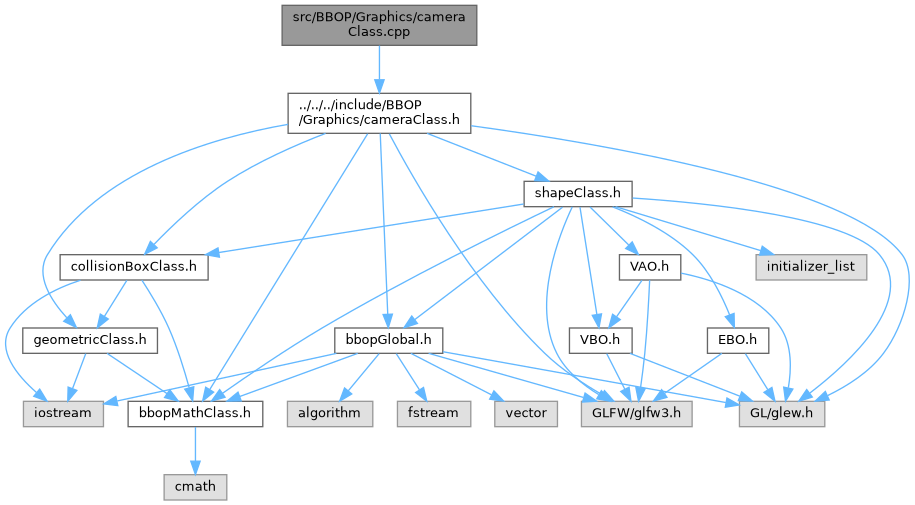 src/BBOP/Graphics/camera
Class.cpp
../../../include/BBOP
/Graphics/cameraClass.h
shapeClass.h
collisionBoxClass.h
VAO.h
initializer_list
geometricClass.h
bbopGlobal.h
VBO.h
EBO.h
iostream
bbopMathClass.h
algorithm
fstream
vector
GLFW/glfw3.h
GL/glew.h
cmath